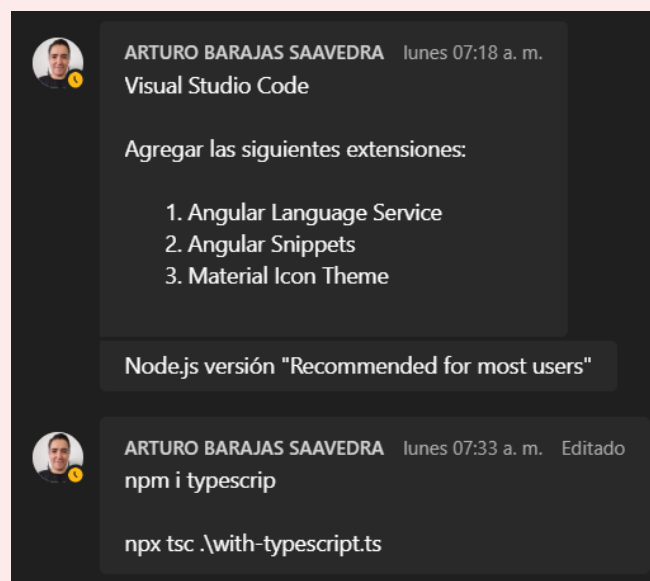 ARTURO BARAJAS SAAVEDRA lunes 07:18 a. m.
Visual Studio Code
Agregar las siguientes extensiones:
1. Angular Language Service
2. Angular Snippets
3. Material Icon Theme
Node.js versión "Recommended for most users"
ARTURO BARAJAS SAAVEDRA lunes 07:33 a. m. Editado
npm i typescrip
npx tsc .\with-typescript.ts